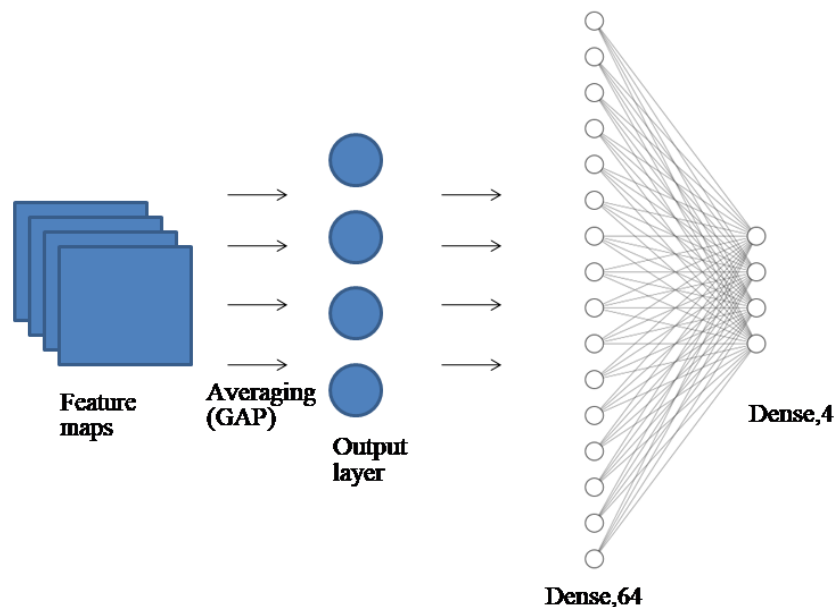 Feature
maps
Averaging
(GAP)
Output
layer
Dense,64
Dense,4